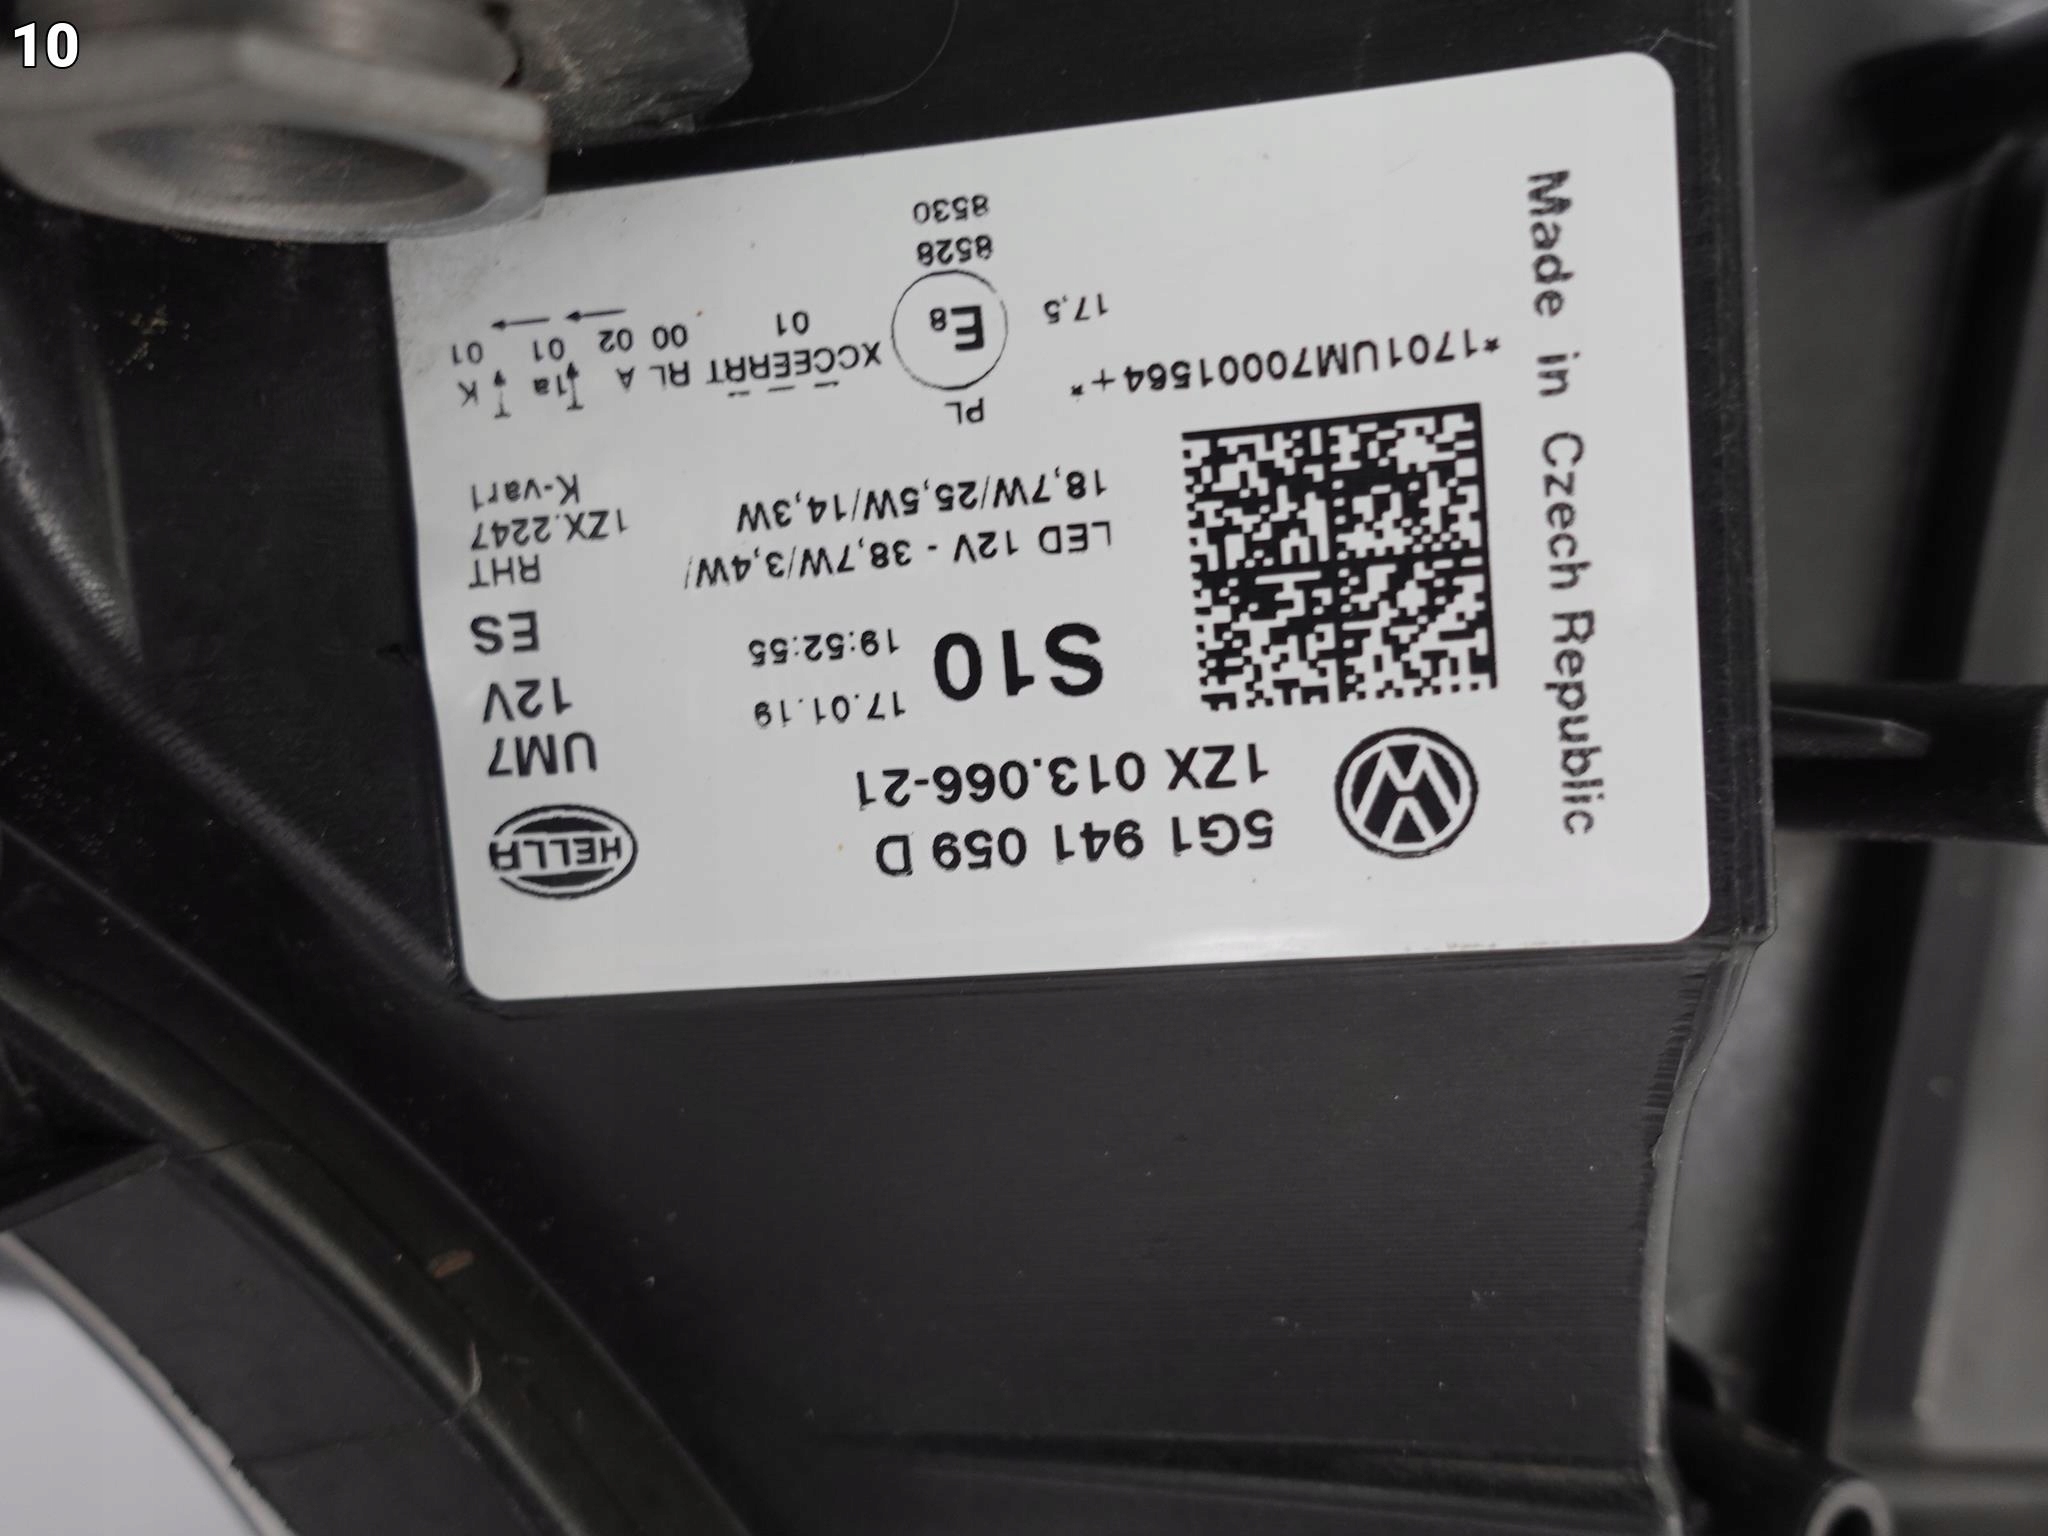 10
5G1 941 059 D
1ZX 013.066-21
HELLA
UM7
12V
ES
RHT
1ZX.2247
K-var1
17.01.19
19:52:55
S10
LED 12V - 38,7W/3,4W/
18,7W/25,5W/14,3W
*1701UM70001564+*
PL
E8
17,5
8528
8530
XCCEERRT RL A T1a T K
01 00 02 01 01
Made in Czech Republic